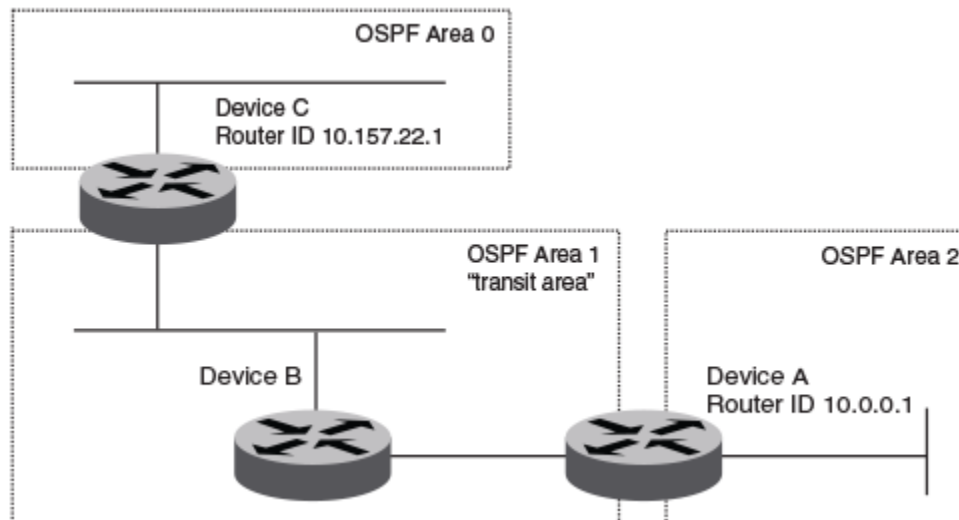 OSPF Area 0
Device C
Router ID 10.157.22.1
OSPF Area 1
“transit area”
OSPF Area 2
Device B
Device A
Router ID 10.0.0.1